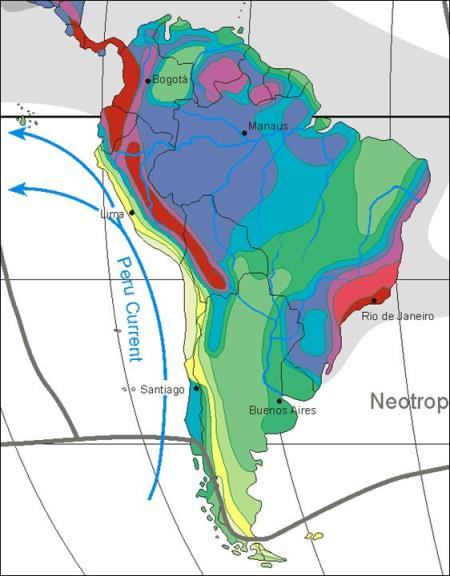 Bogotá
Manaus
Lima
Peru Current
Rio de Janeiro
Santiago
Buenos Aires
Neotrop